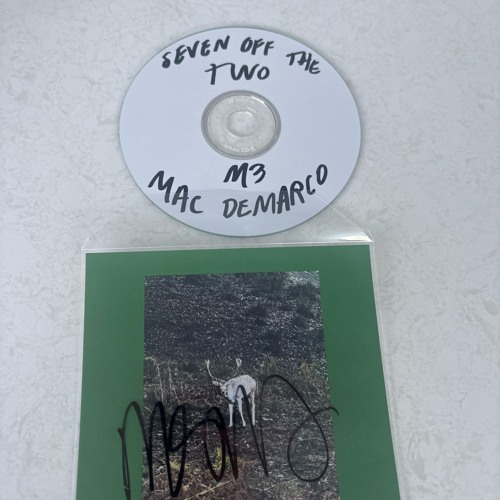 SEVEN OFF THE
TWO
M3
MAC DEMARCO